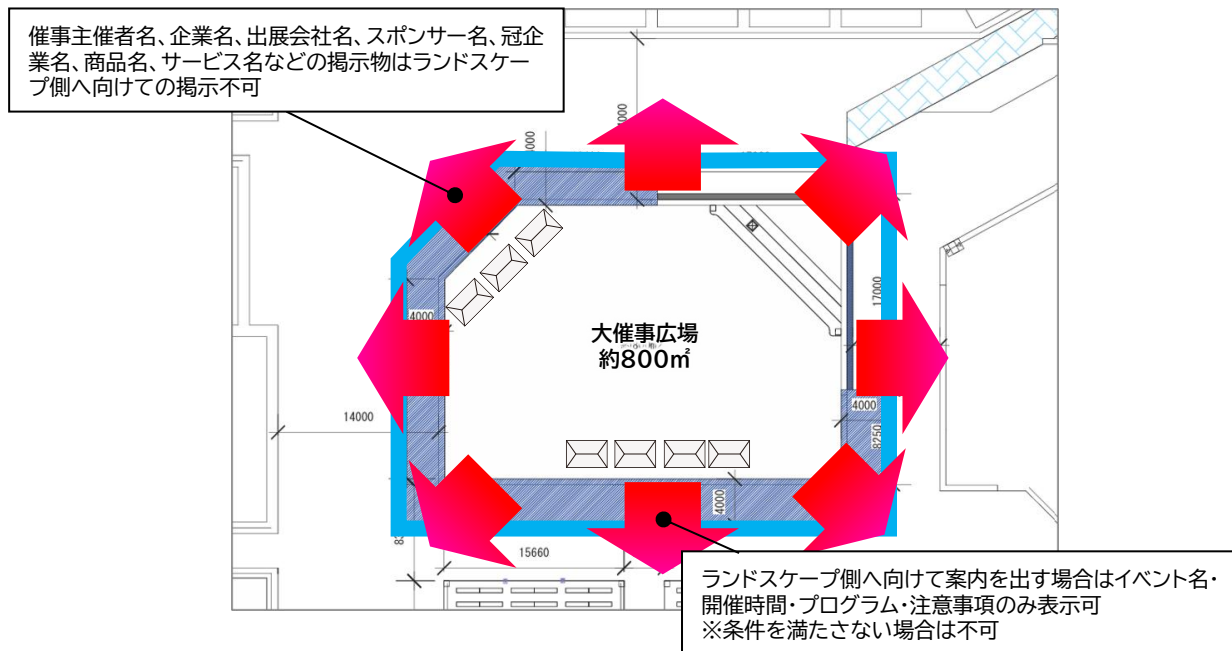 催事主催者名、企業名、出展会社名、スポンサー名、冠企
業名、商品名、サービス名などの掲示物はランドスケー
プ側へ向けての掲示不可
大催事広場
約800㎡
17000
4000
4000
8250
14000
4000
15660
ランドスケープ側へ向けて案内を出す場合はイベント名・
開催時間・プログラム・注意事項のみ表示可
※条件を満たさない場合は不可